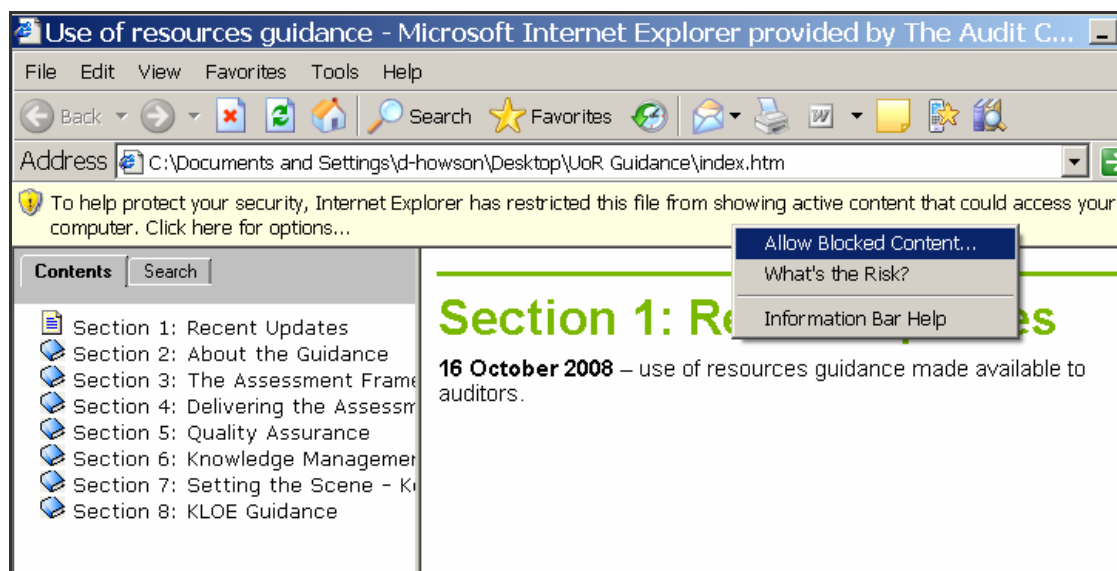 Use of resources guidance - Microsoft Internet Explorer provided by The Audit C...
File Edit View Favorites Tools Help
Back Search Favorites
Address C:\Documents and Settings\d-howson\Desktop\UoR Guidance\index.htm
To help protect your security, Internet Explorer has restricted this file from showing active content that could access your
computer. Click here for options...
Allow Blocked Content...
What's the Risk?
Information Bar Help
Contents Search
Section 1: Recent Updates
Section 2: About the Guidance
Section 3: The Assessment
Section 4: Delivering the
Section 5: Quality Assurance
Section 6: Knowledge
Section 7: Setting the Scene -
Section 8: KLOE Guidance
Section 1:
16 October 2008 – use of resources guidance made available to
auditors.